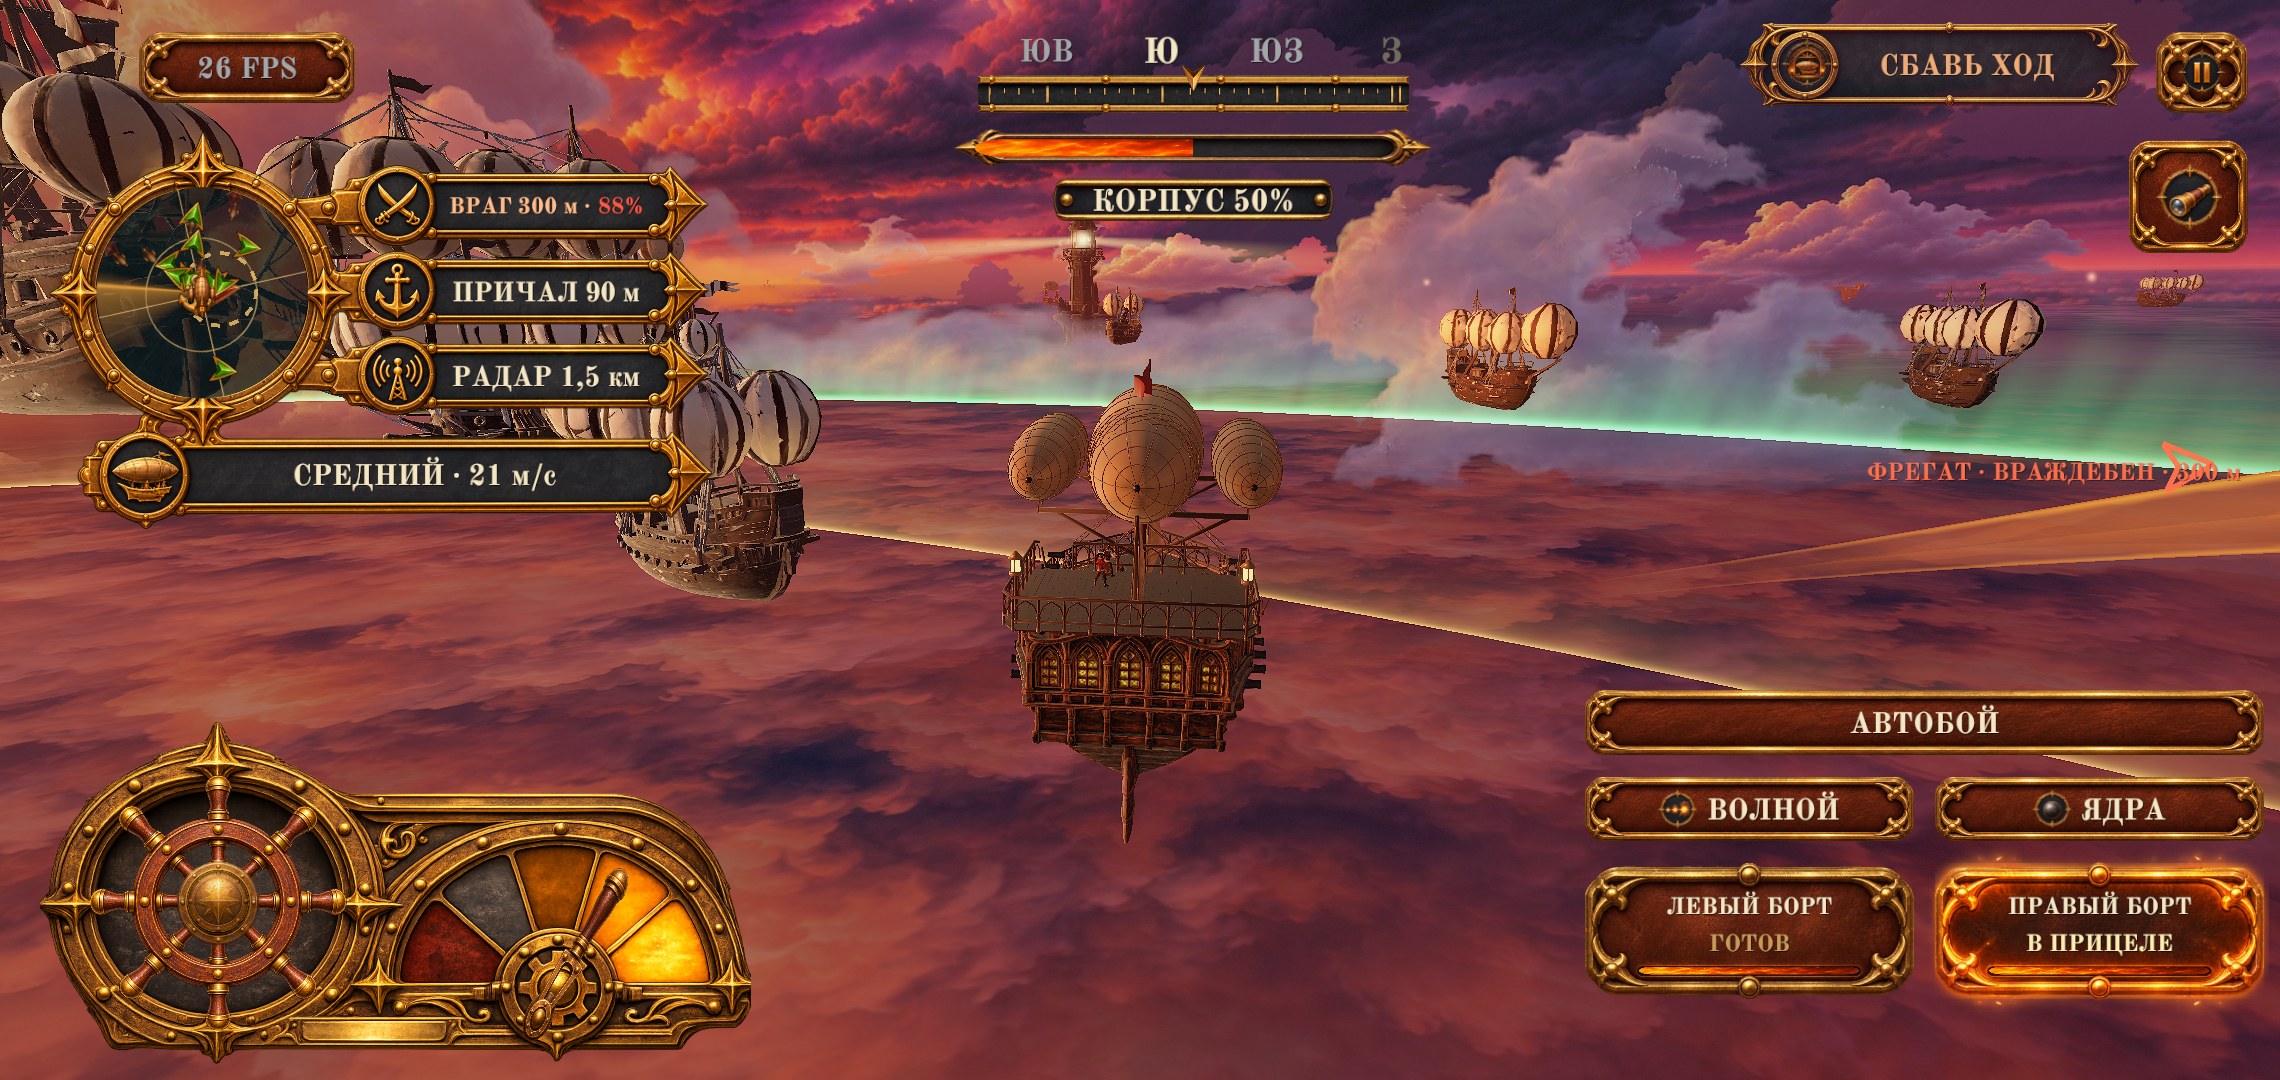 26 FPS
ЮВ Ю ЮЗ З
СБАВЬ ХОД
КОРПУС 50%
ВРАГ 300 м · 88%
ПРИЧАЛ 90 м
РАДАР 1,5 км
СРЕДНИЙ · 21 м/с
ФРЕГАТ · ВРАЖДЕБЕН · 300 м
АВТОБОЙ
ВОЛНОЙ
ЯДРА
ЛЕВЫЙ БОРТ
ГОТОВ
ПРАВЫЙ БОРТ
В ПРИЦЕЛЕ